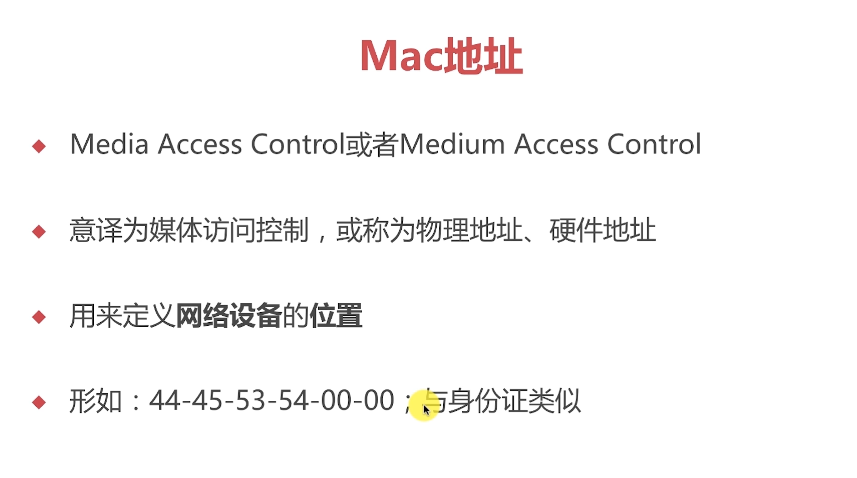 Mac地址
Media Access Control或者Medium Access Control
意译为媒体访问控制，或称为物理地址、硬件地址
用来定义网络设备的位置
形如：44-45-53-54-00-00；与身份证类似